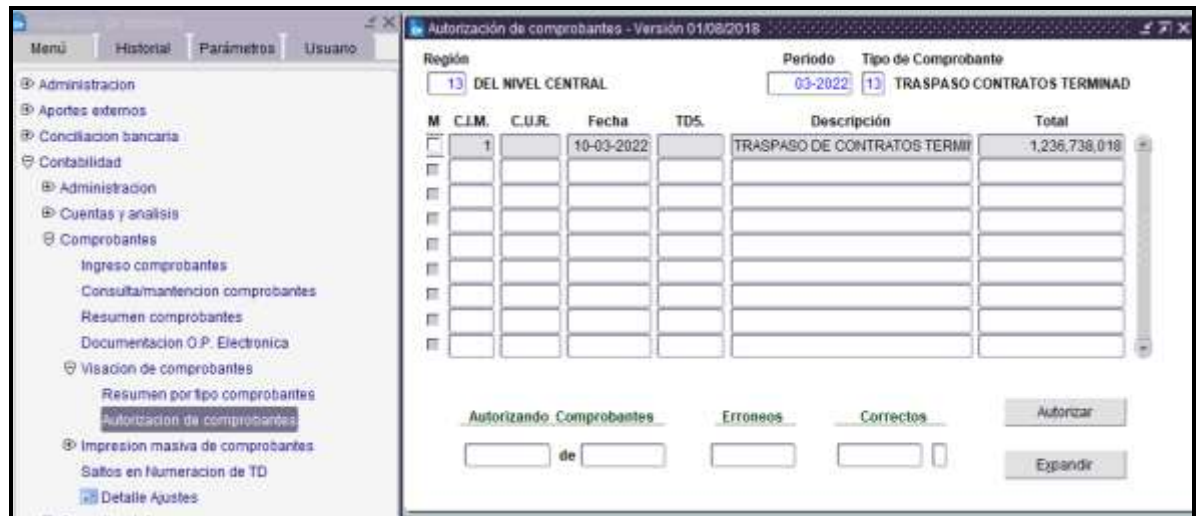 Menú Historial Parámetros Usuario
Administracion
Aportes externos
Conciliacion bancaria
Contabilidad
Administracion
Cuentas y analisis
Comprobantes
Ingreso comprobantes
Consulta/mantencion comprobantes
Resumen comprobantes
Documentacion O.P. Electronica
Visacion de comprobantes
Resumen por tipo comprobantes
Autorizacion de comprobantes
Impresion masiva de comprobantes
Saltos en Numeracion de TD
Detalle Ajustes
Autorización de comprobantes - Versión 01/08/2018
Región Periodo Tipo de Comprobante
13 DEL NIVEL CENTRAL 03-2022 13 TRASPASO CONTRATOS TERMINAD
M C.I.M. C.U.R. Fecha TD5. Descripción Total
1 10-03-2022 TRASPASO DE CONTRATOS TERMIN 1,236,738,018
Autorizando Comprobantes Erroneos Correctos Autorizar
de Expandir